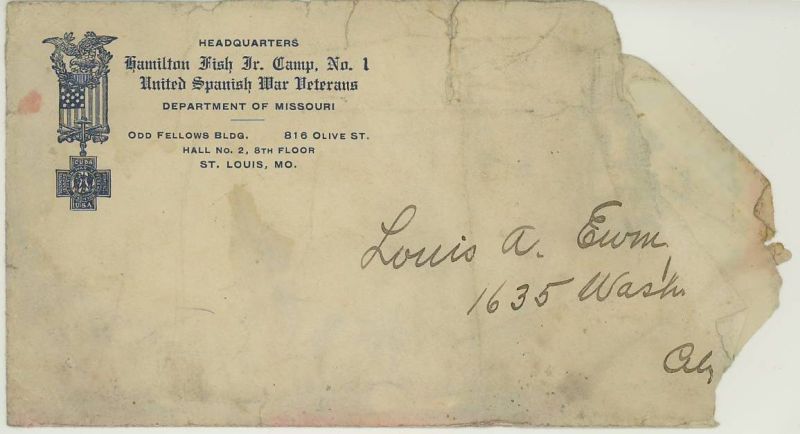 HEADQUARTERS
Hamilton Fish Jr. Camp, No. 1
United Spanish War Veterans
DEPARTMENT OF MISSOURI
ODD FELLOWS BLDG. 816 OLIVE ST.
HALL NO. 2, 8TH FLOOR
ST. LOUIS, MO.
CUBA
U.S.A.
Louis A.
1635 Wash